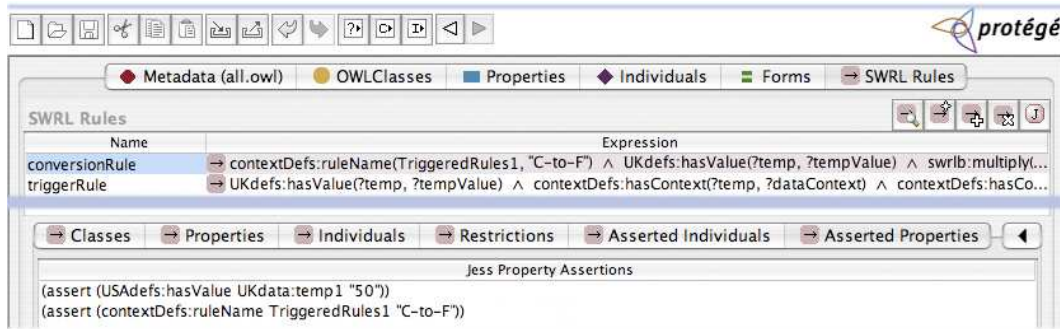 protégé
Metadata (all.owl) OWLClasses Properties Individuals Forms → SWRL Rules
SWRL Rules
J
Name Expression
conversionRule → contextDefs:ruleName(TriggeredRules1, "C-to-F") ∧ UKdefs:hasValue(?temp, ?tempValue) ∧ swrlb:multiply(...
triggerRule → UKdefs:hasValue(?temp, ?tempValue) ∧ contextDefs:hasContext(?temp, ?dataContext) ∧ contextDefs:hasCo...
→ Classes → Properties → Individuals → Restrictions → Asserted Individuals → Asserted Properties
Jess Property Assertions
(assert (USAdefs:hasValue UKdata:temp1 "50"))
(assert (contextDefs:ruleName TriggeredRules1 "C-to-F"))